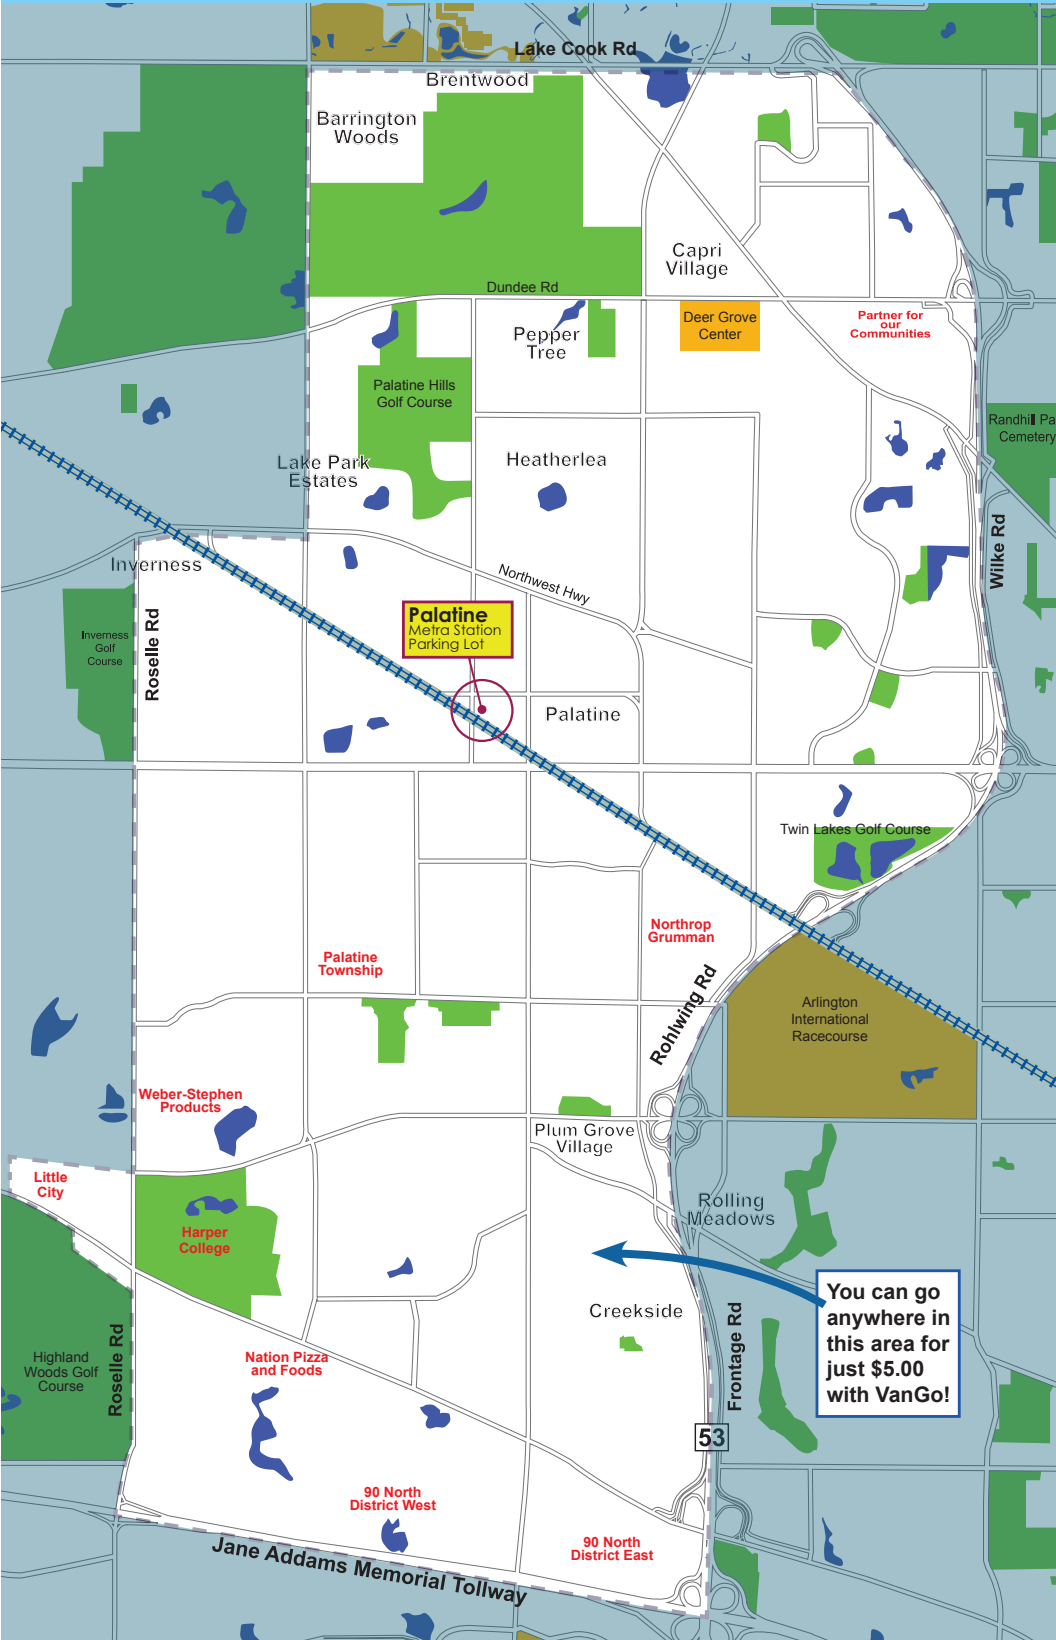 Lake Cook Rd
Brentwood
Barrington
Woods
Capri
Village
Dundee Rd
Deer Grove
Center
Partner for
our
Communities
Pepper
Tree
Palatine Hills
Golf Course
Randhill Pa
Cemetery
Lake Park
Estates
Heatherlea
Wilke Rd
Inverness
Northwest Hwy
Palatine
Metra Station
Parking Lot
Inverness
Golf
Course
Roselle Rd
Palatine
Twin Lakes Golf Course
Northrop
Grumman
Palatine
Township
Rohlwing Rd
Arlington
International
Racecourse
Weber-Stephen
Products
Plum Grove
Village
Little
City
Rolling
Meadows
Harper
College
You can go
anywhere in
this area for
just $5.00
with VanGo!
Creekside
Frontage Rd
Roselle Rd
Highland
Woods Golf
Course
Nation Pizza
and Foods
53
90 North
District West
90 North
District East
Jane Addams Memorial Tollway